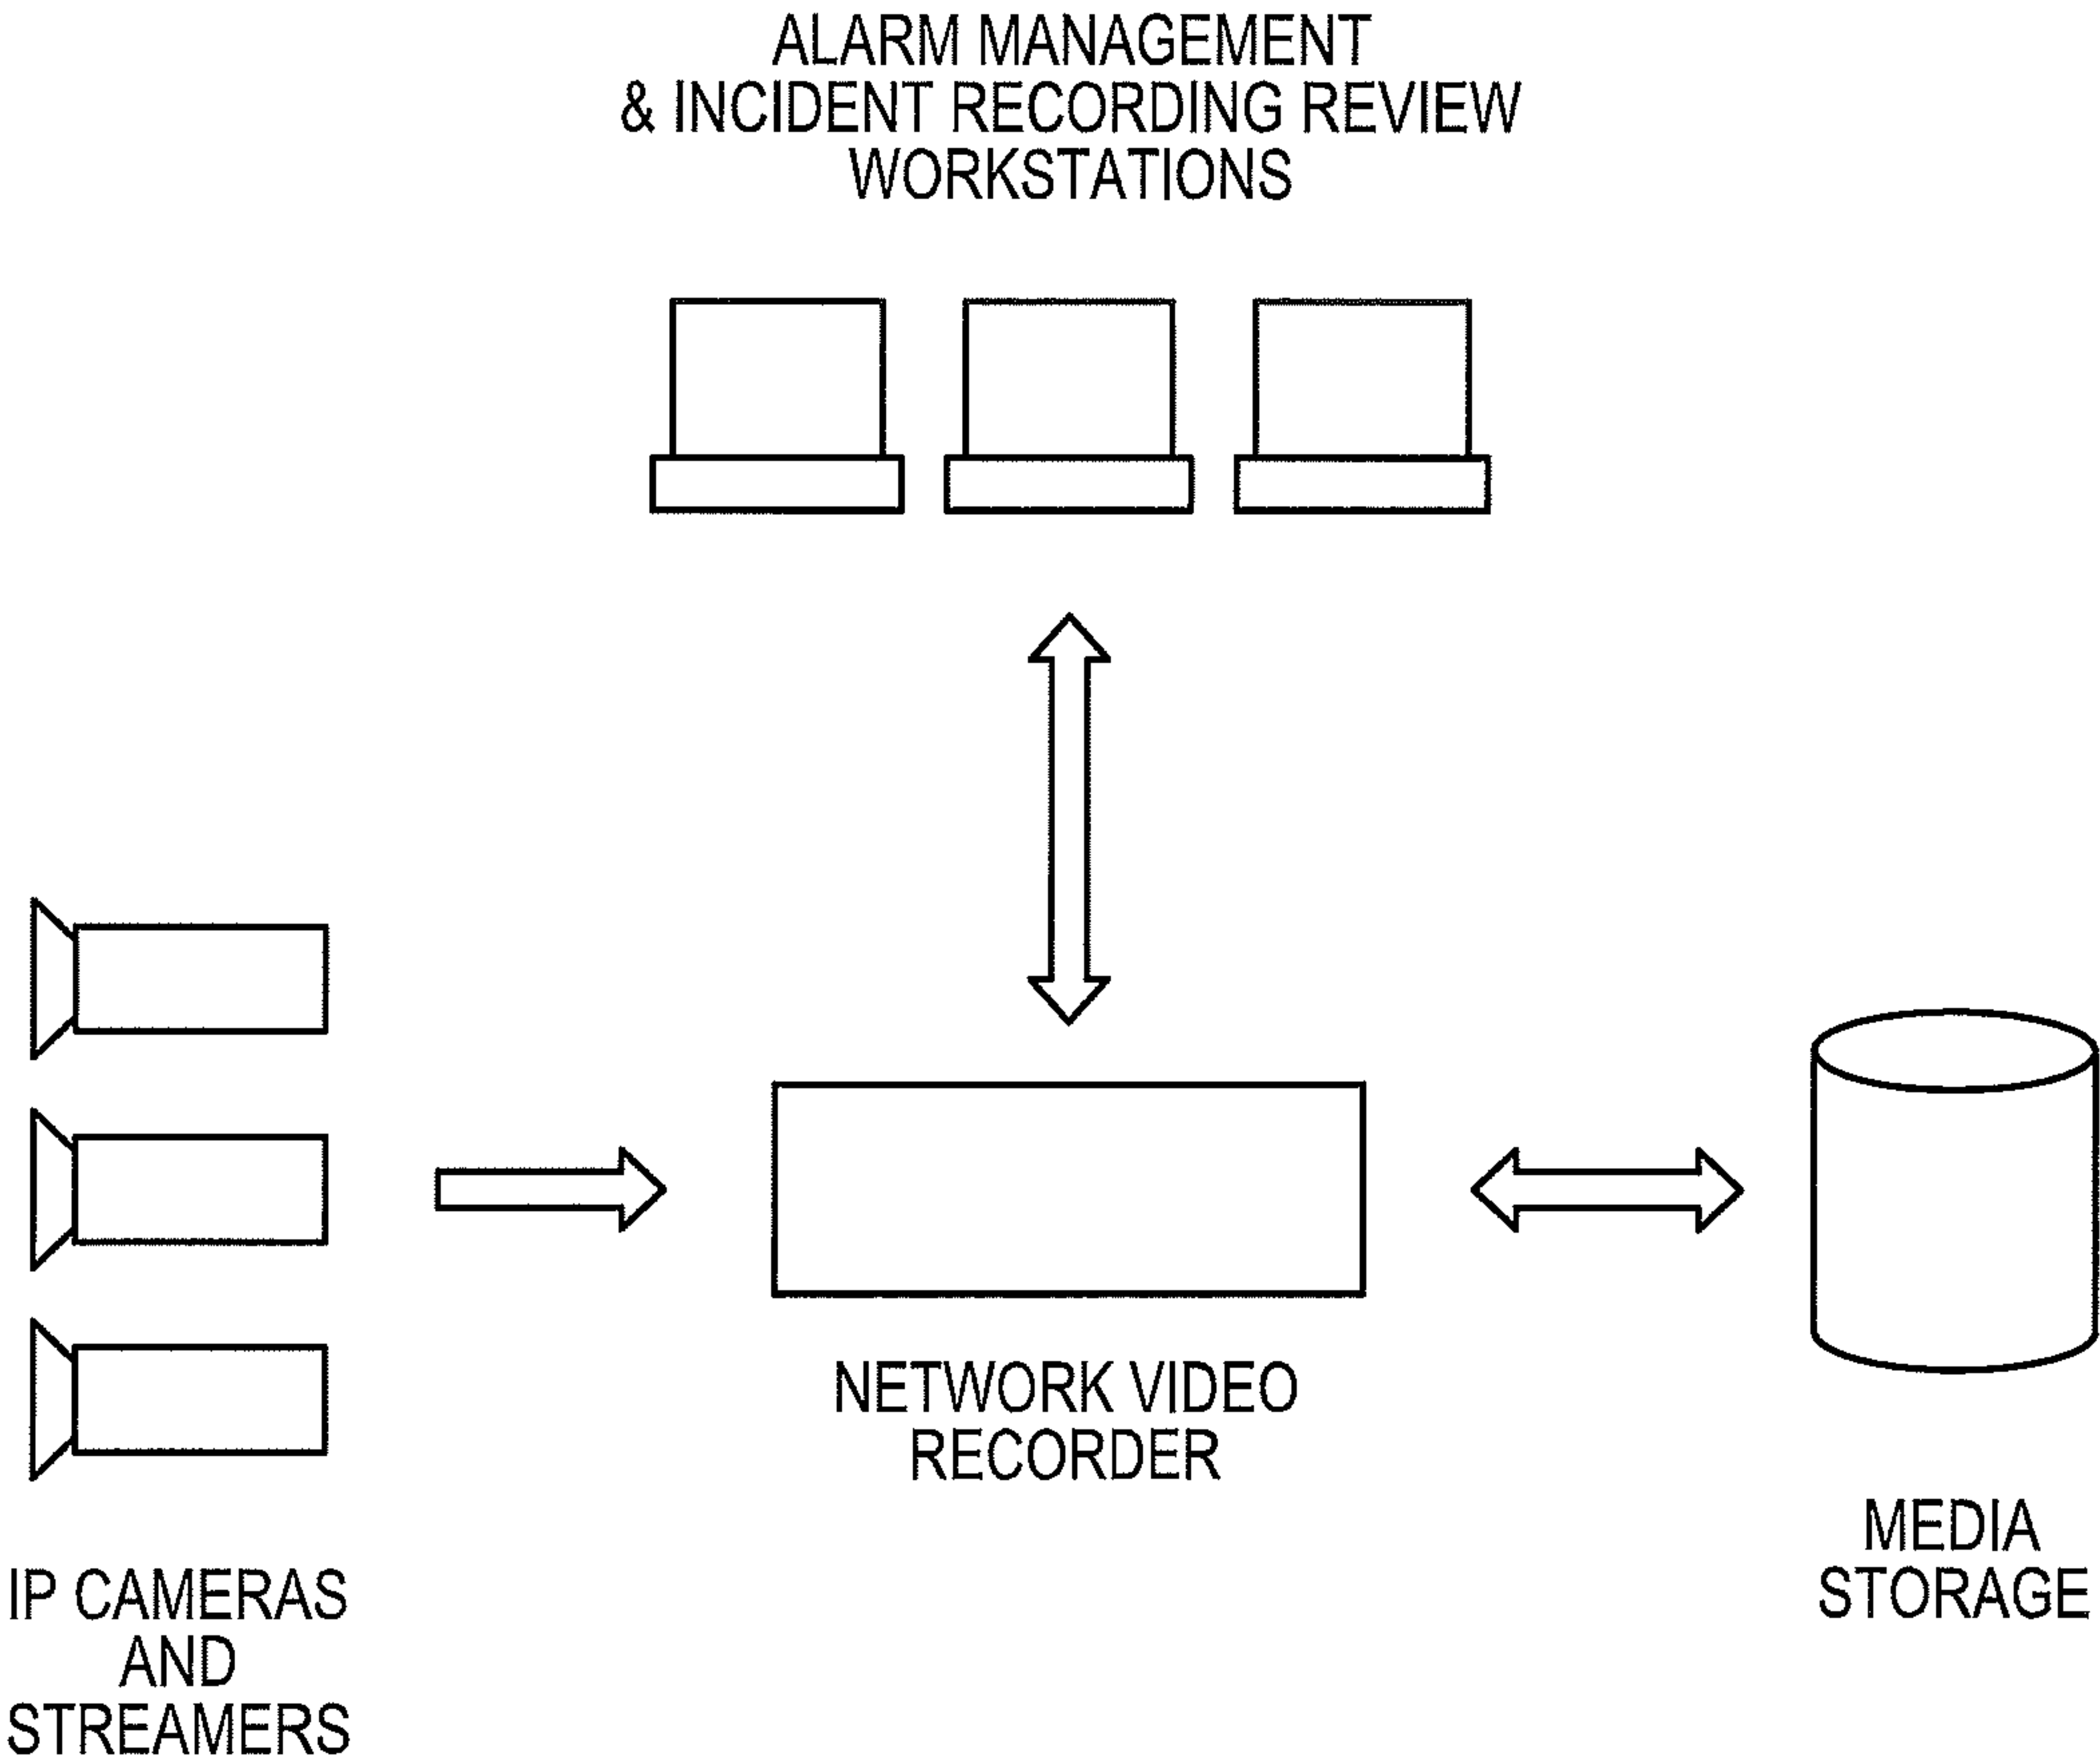 ALARM MANAGEMENT
& INCIDENT RECORDING REVIEW
WORKSTATIONS
NETWORK VIDEO
RECORDER
MEDIA
STORAGE
IP CAMERAS
AND
STREAMERS